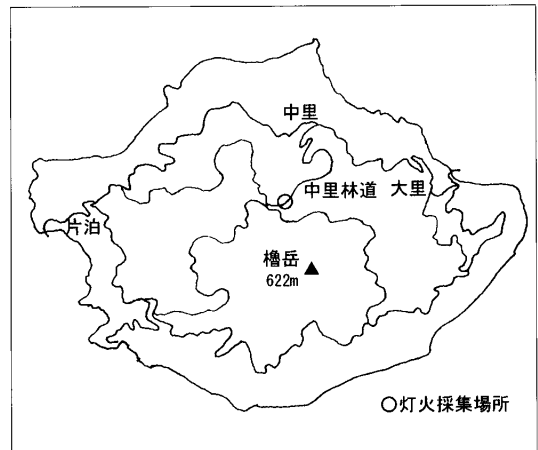 中里
中里林道
大里
片泊
櫓岳
622m
○灯火採集場所